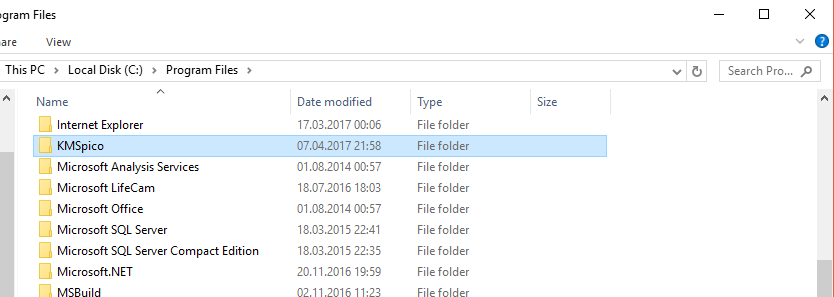 ogram Files
are View
This PC Local Disk (C:) Program Files Search Pro...
Name Date modified Type Size
Internet Explorer 17.03.2017 00:06 File folder
KMSpico 07.04.2017 21:58 File folder
Microsoft Analysis Services 01.08.2014 00:57 File folder
Microsoft LifeCam 18.07.2016 18:03 File folder
Microsoft Office 01.08.2014 00:57 File folder
Microsoft SQL Server 18.03.2015 22:41 File folder
Microsoft SQL Server Compact Edition 18.03.2015 22:35 File folder
Microsoft.NET 20.11.2016 19:59 File folder
MSBuild 02.11.2016 11:23 File folder